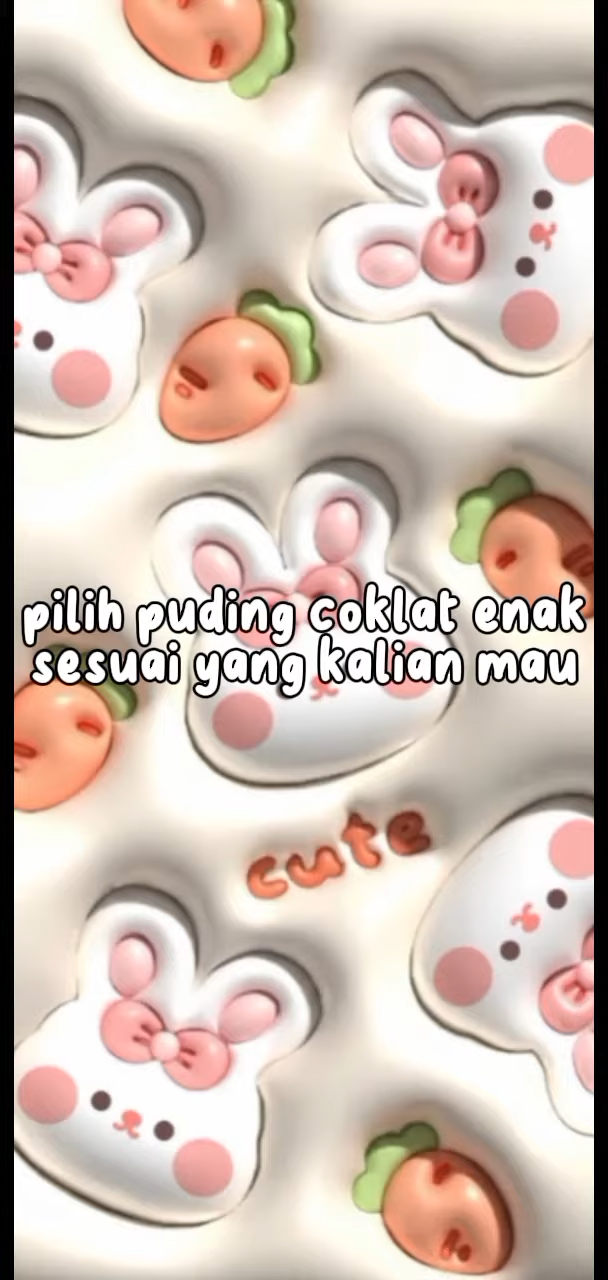 pilih puding coklat enak
sesuai yang kalian mau
cute